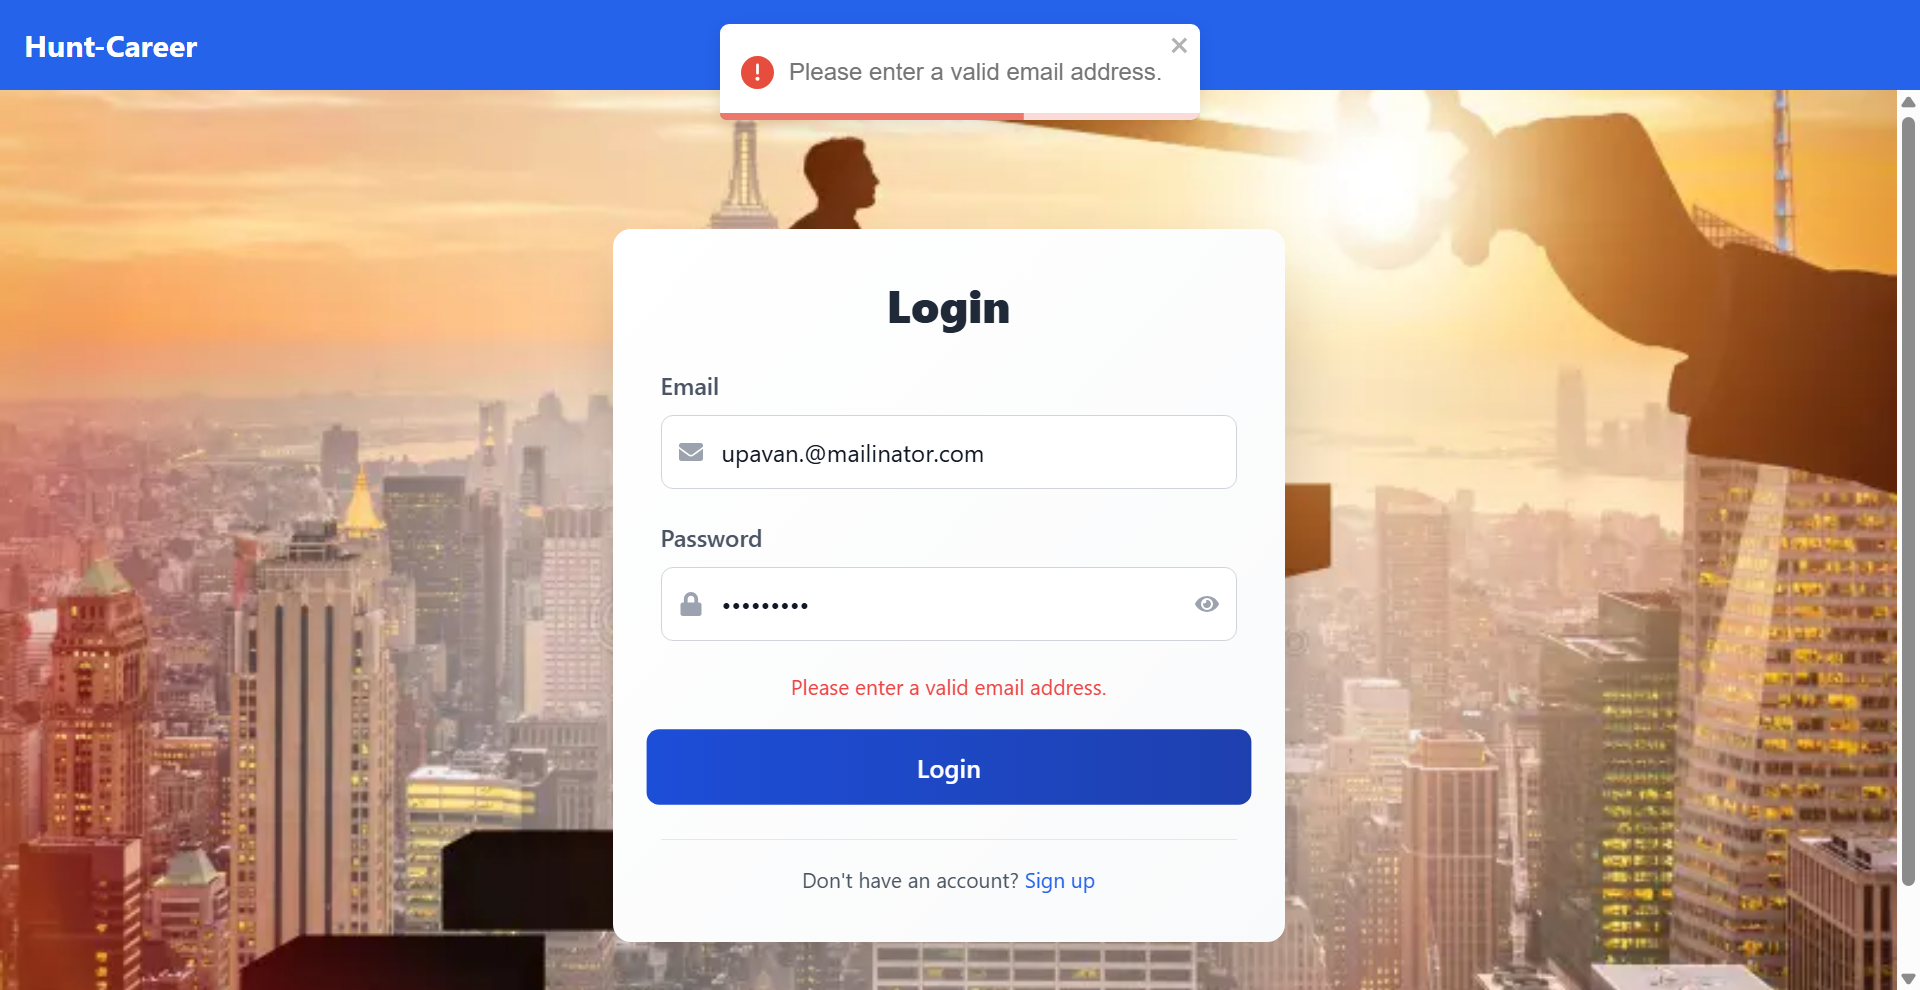 Hunt-Career
Please enter a valid email address.
Login
Email
upavan.@mailinator.com
Password
•••••••••
Please enter a valid email address.
Login
Don't have an account? Sign up